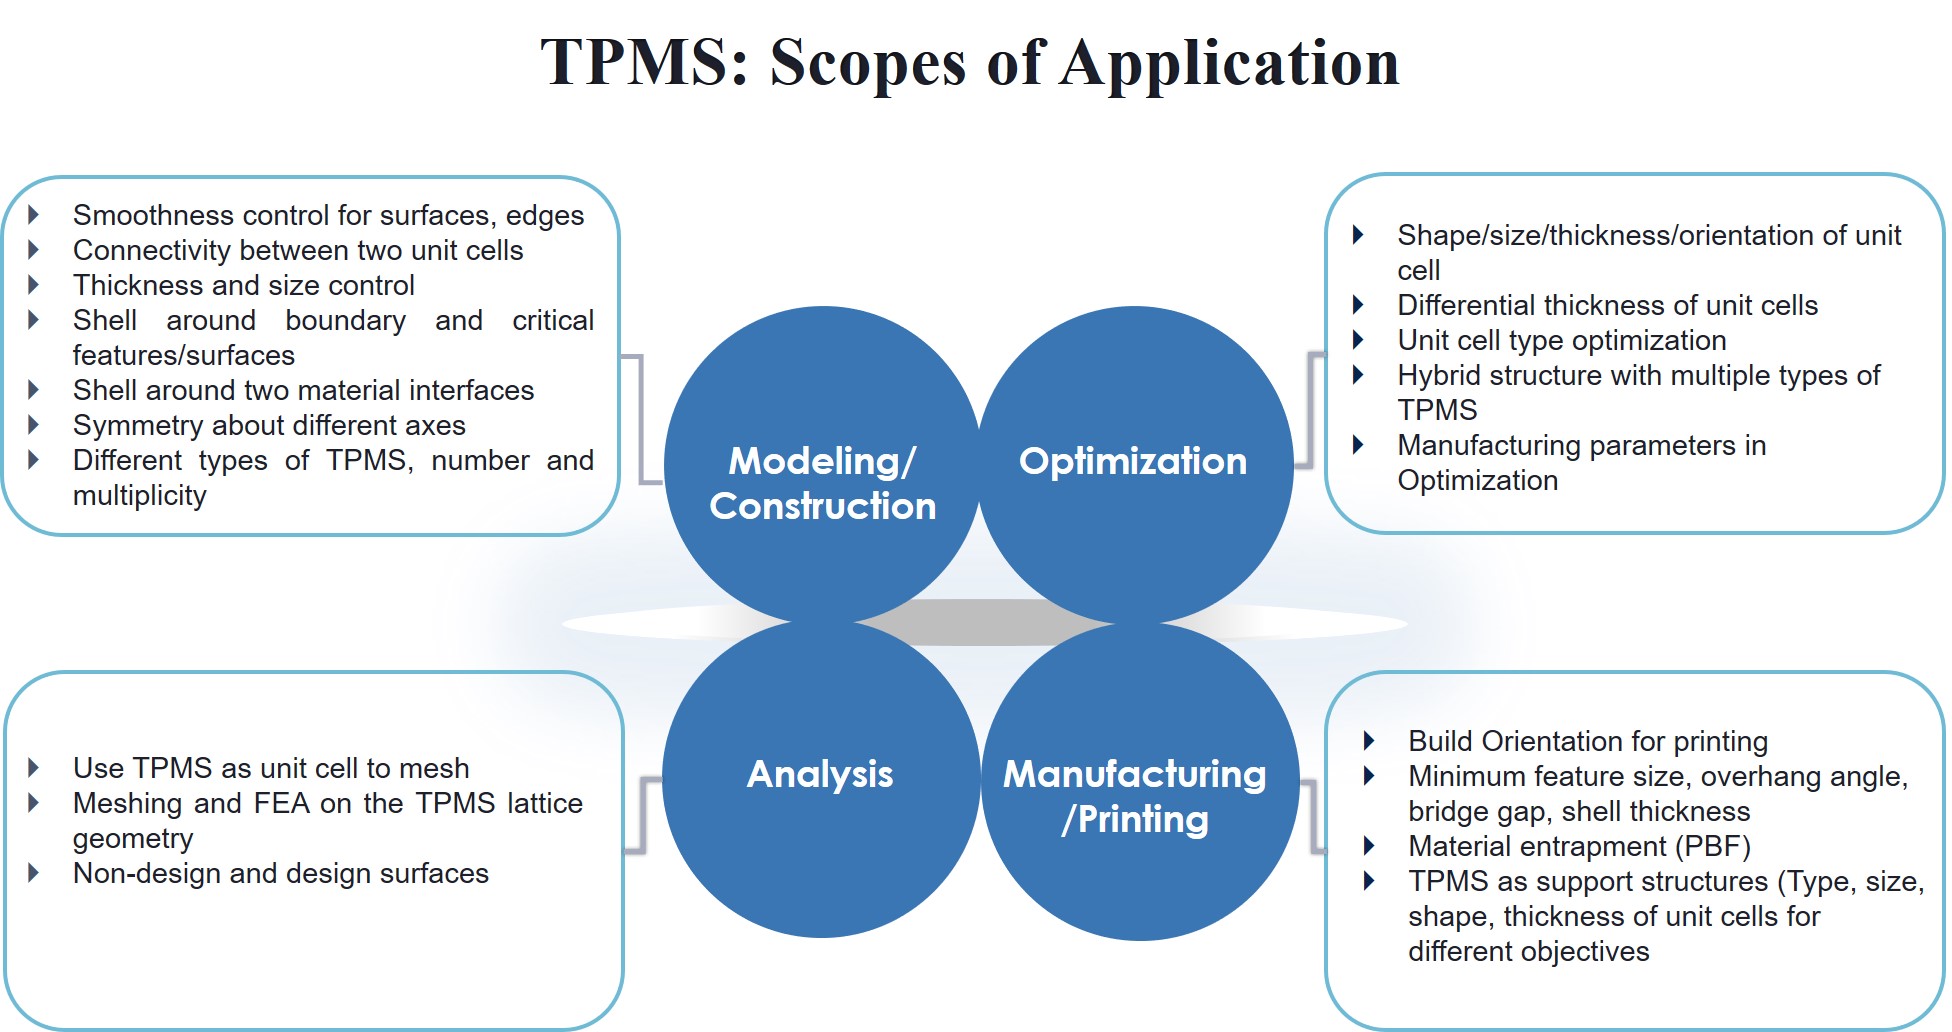 TPMS: Scopes of Application
Smoothness control for surfaces, edges
Connectivity between two unit cells
Thickness and size control
Shell around boundary and critical
features/surfaces
Shell around two material interfaces
Symmetry about different axes
Different types of TPMS, number and
multiplicity
Modeling/
Construction
Optimization
Shape/size/thickness/orientation of unit
cell
Differential thickness of unit cells
Unit cell type optimization
Hybrid structure with multiple types of
TPMS
Manufacturing parameters in
Optimization
Use TPMS as unit cell to mesh
Meshing and FEA on the TPMS lattice
geometry
Non-design and design surfaces
Analysis
Manufacturing
/Printing
Build Orientation for printing
Minimum feature size, overhang angle,
bridge gap, shell thickness
Material entrapment (PBF)
TPMS as support structures (Type, size,
shape, thickness of unit cells for
different objectives